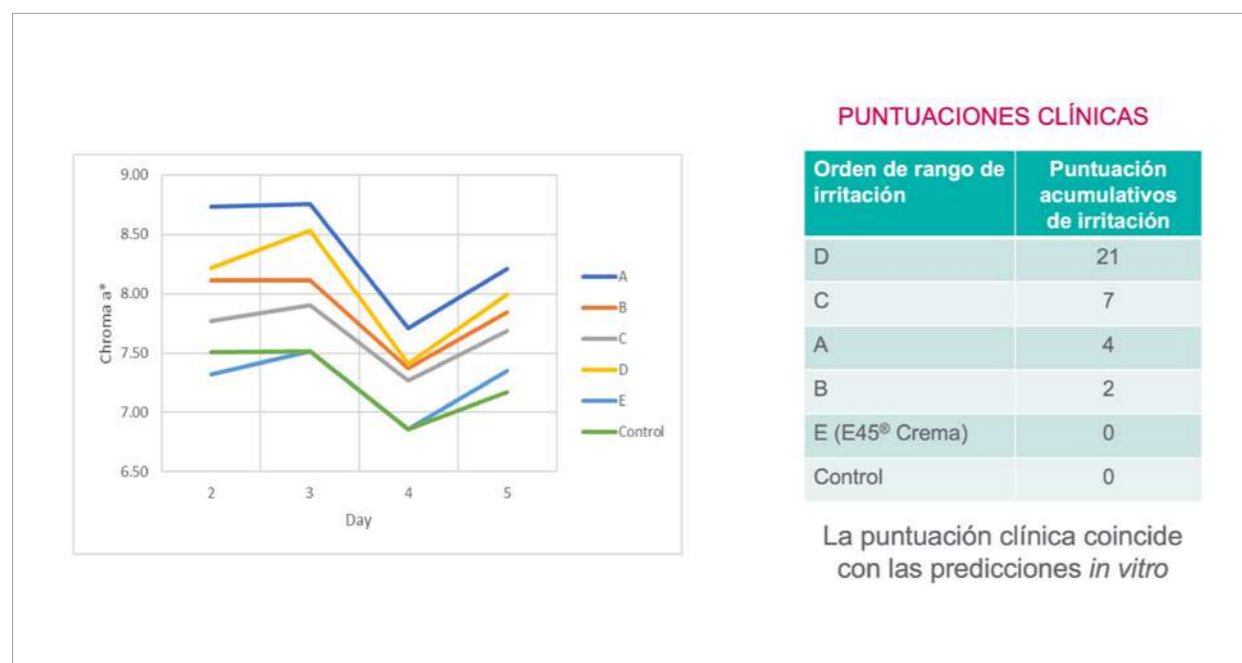 PUNTUACIONES CLÍNICAS
Orden de rango de
irritación
Puntuación
acumulativos
de irritación
D
21
C
7
A
4
B
2
E (E45® Crema)
0
Control
0
La puntuación clínica coincide
con las predicciones in vitro
9.00
8.50
8.00
7.50
7.00
6.50
Chroma a*
2
3
4
5
Day
A
B
C
D
E
Control